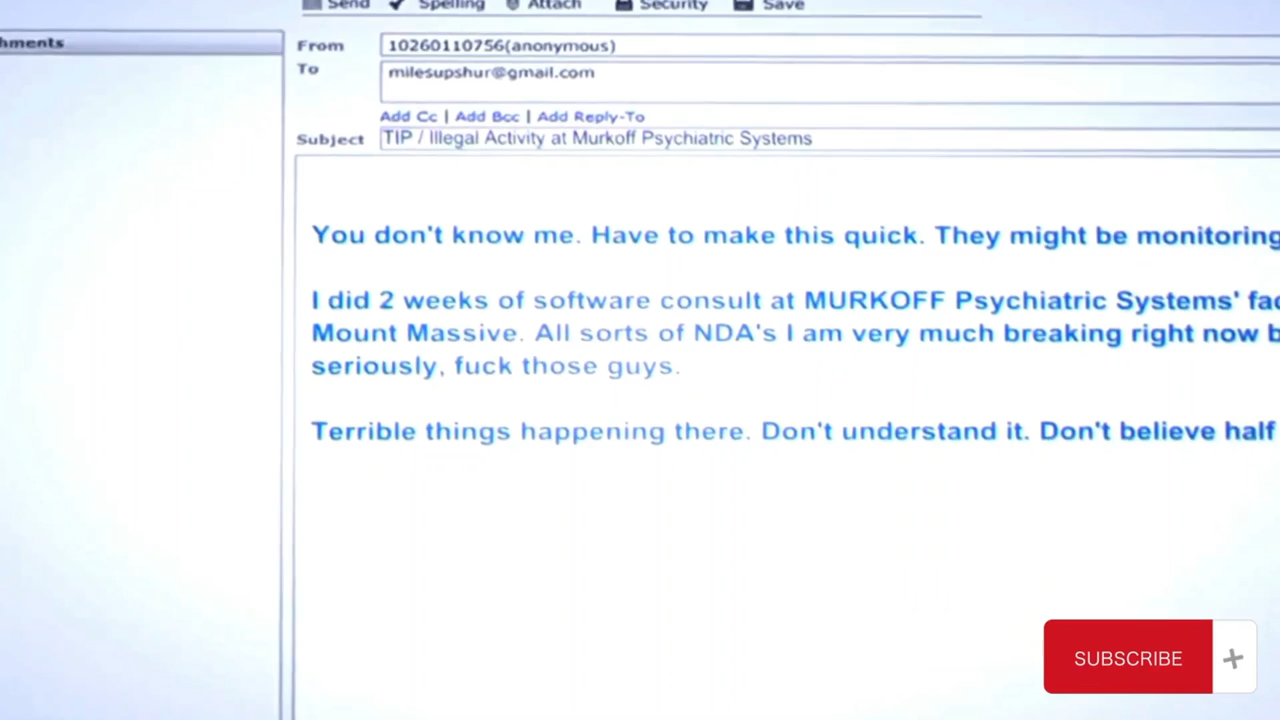 Send Spelling Attach Security Save
hments
From 10260110756(anonymous)
To milesupshur@gmail.com
Add Cc | Add Bcc | Add Reply-To
Subject TIP / Illegal Activity at Murkoff Psychiatric Systems
You don't know me. Have to make this quick. They might be monitoring
I did 2 weeks of software consult at MURKOFF Psychiatric Systems' fac
Mount Massive. All sorts of NDA's I am very much breaking right now b
seriously, fuck those guys.
Terrible things happening there. Don't understand it. Don't believe half
SUBSCRIBE +